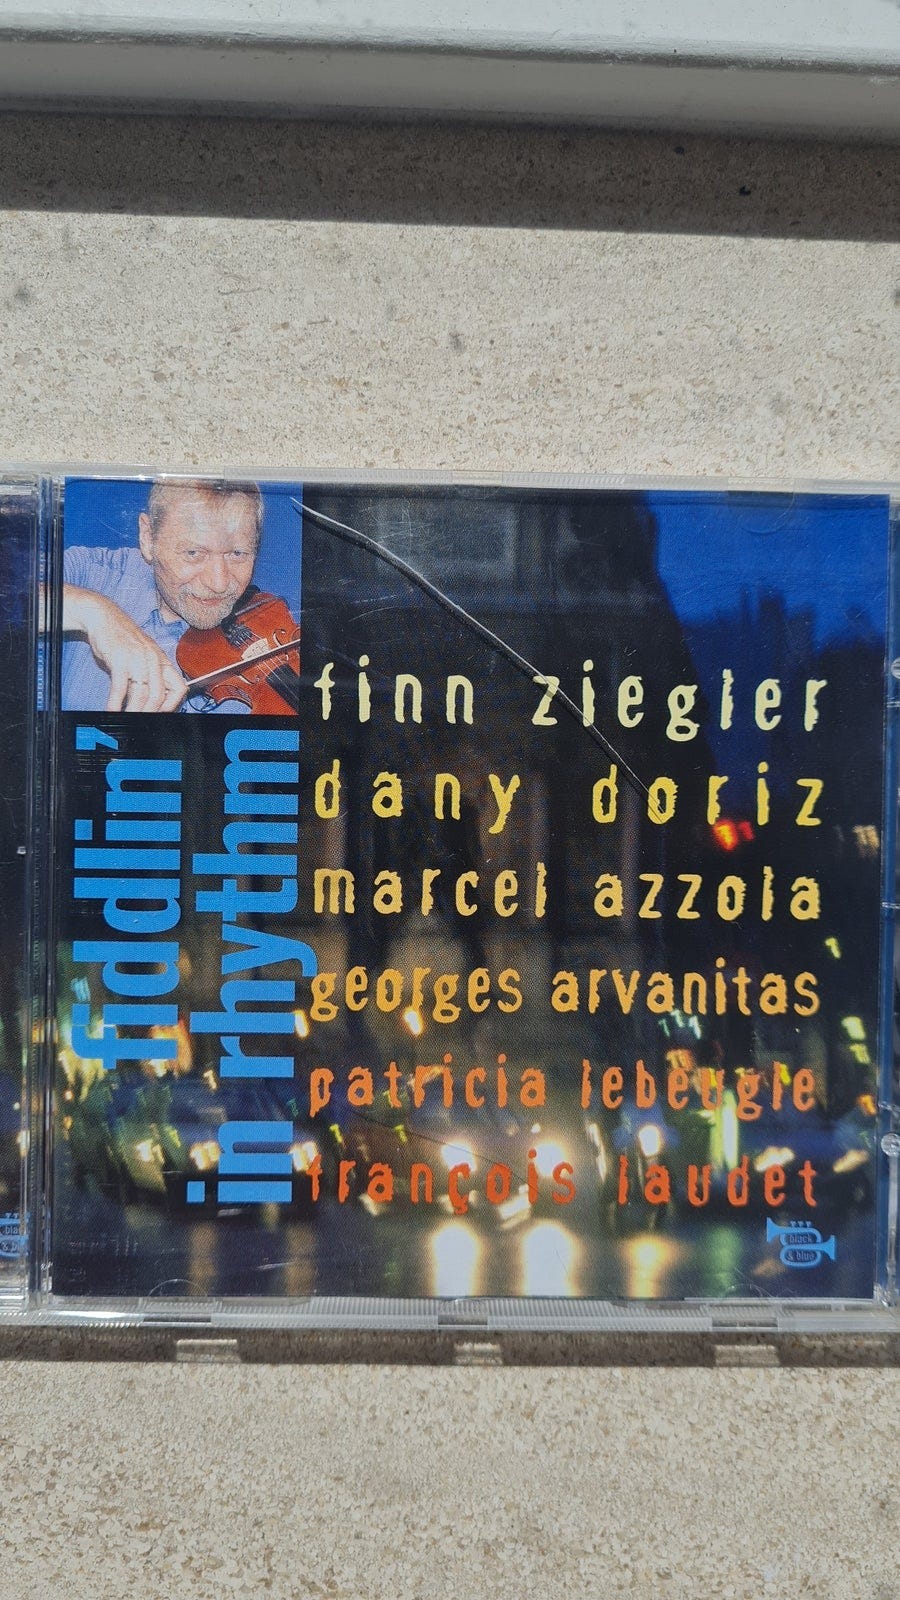 fiddlin'
in rhythm
finn ziegler
dany doriz
marcel azzola
georges arvanitas
patricia lebeugle
françois laudet
black
& blue